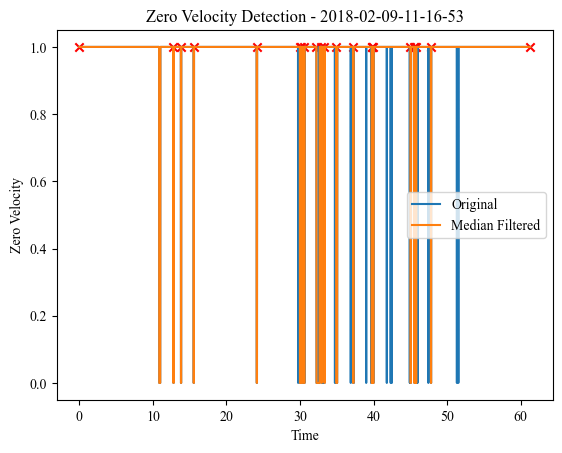 Zero Velocity Detection - 2018-02-09-11-16-53
1.0
0.8
0.6
0.4
0.2
0.0
Zero Velocity
Original
Median Filtered
0 10 20 30 40 50 60
Time